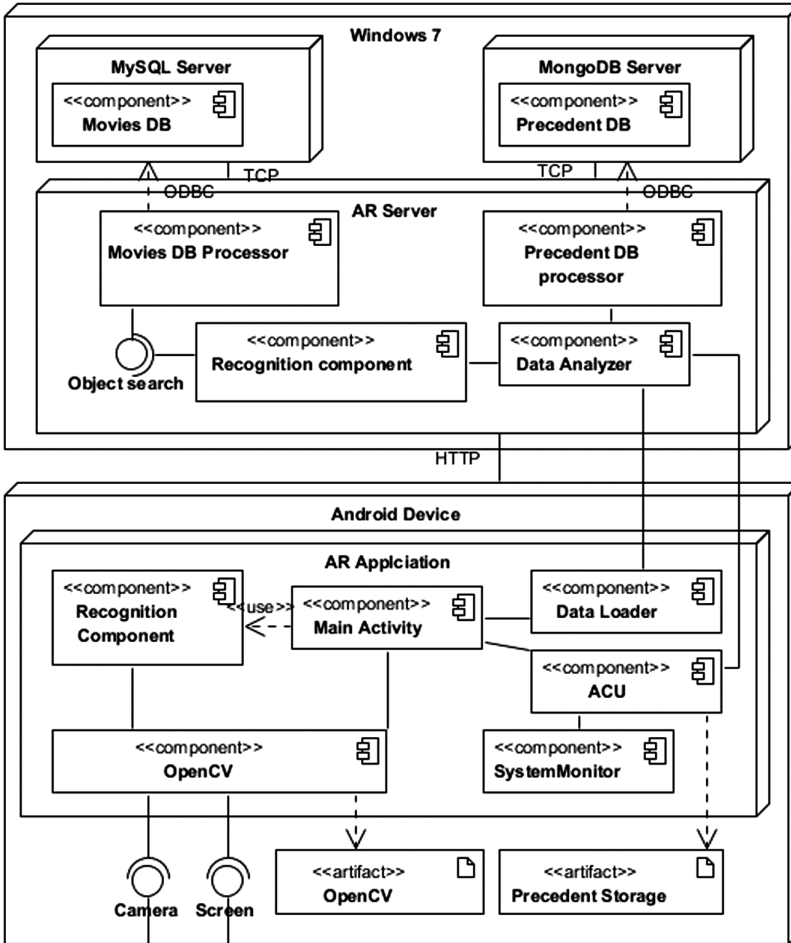 Windows 7
MySQL Server
MongoDB Server
<<component>>
Movies DB
<<component>>
Precedent DB
TCP
TCP
ODBC
ODBC
AR Server
<<component>>
Movies DB Processor
<<component>>
Precedent DB
processor
<<component>>
Recognition component
<<component>>
Data Analyzer
Object search
HTTP
Android Device
AR Applciation
<<component>>
Recognition
Component
<<use>>
<<component>>
Main Activity
<<component>>
Data Loader
<<component>>
ACU
<<component>>
OpenCV
<<component>>
SystemMonitor
<<artifact>>
OpenCV
<<artifact>>
Precedent Storage
Camera
Screen